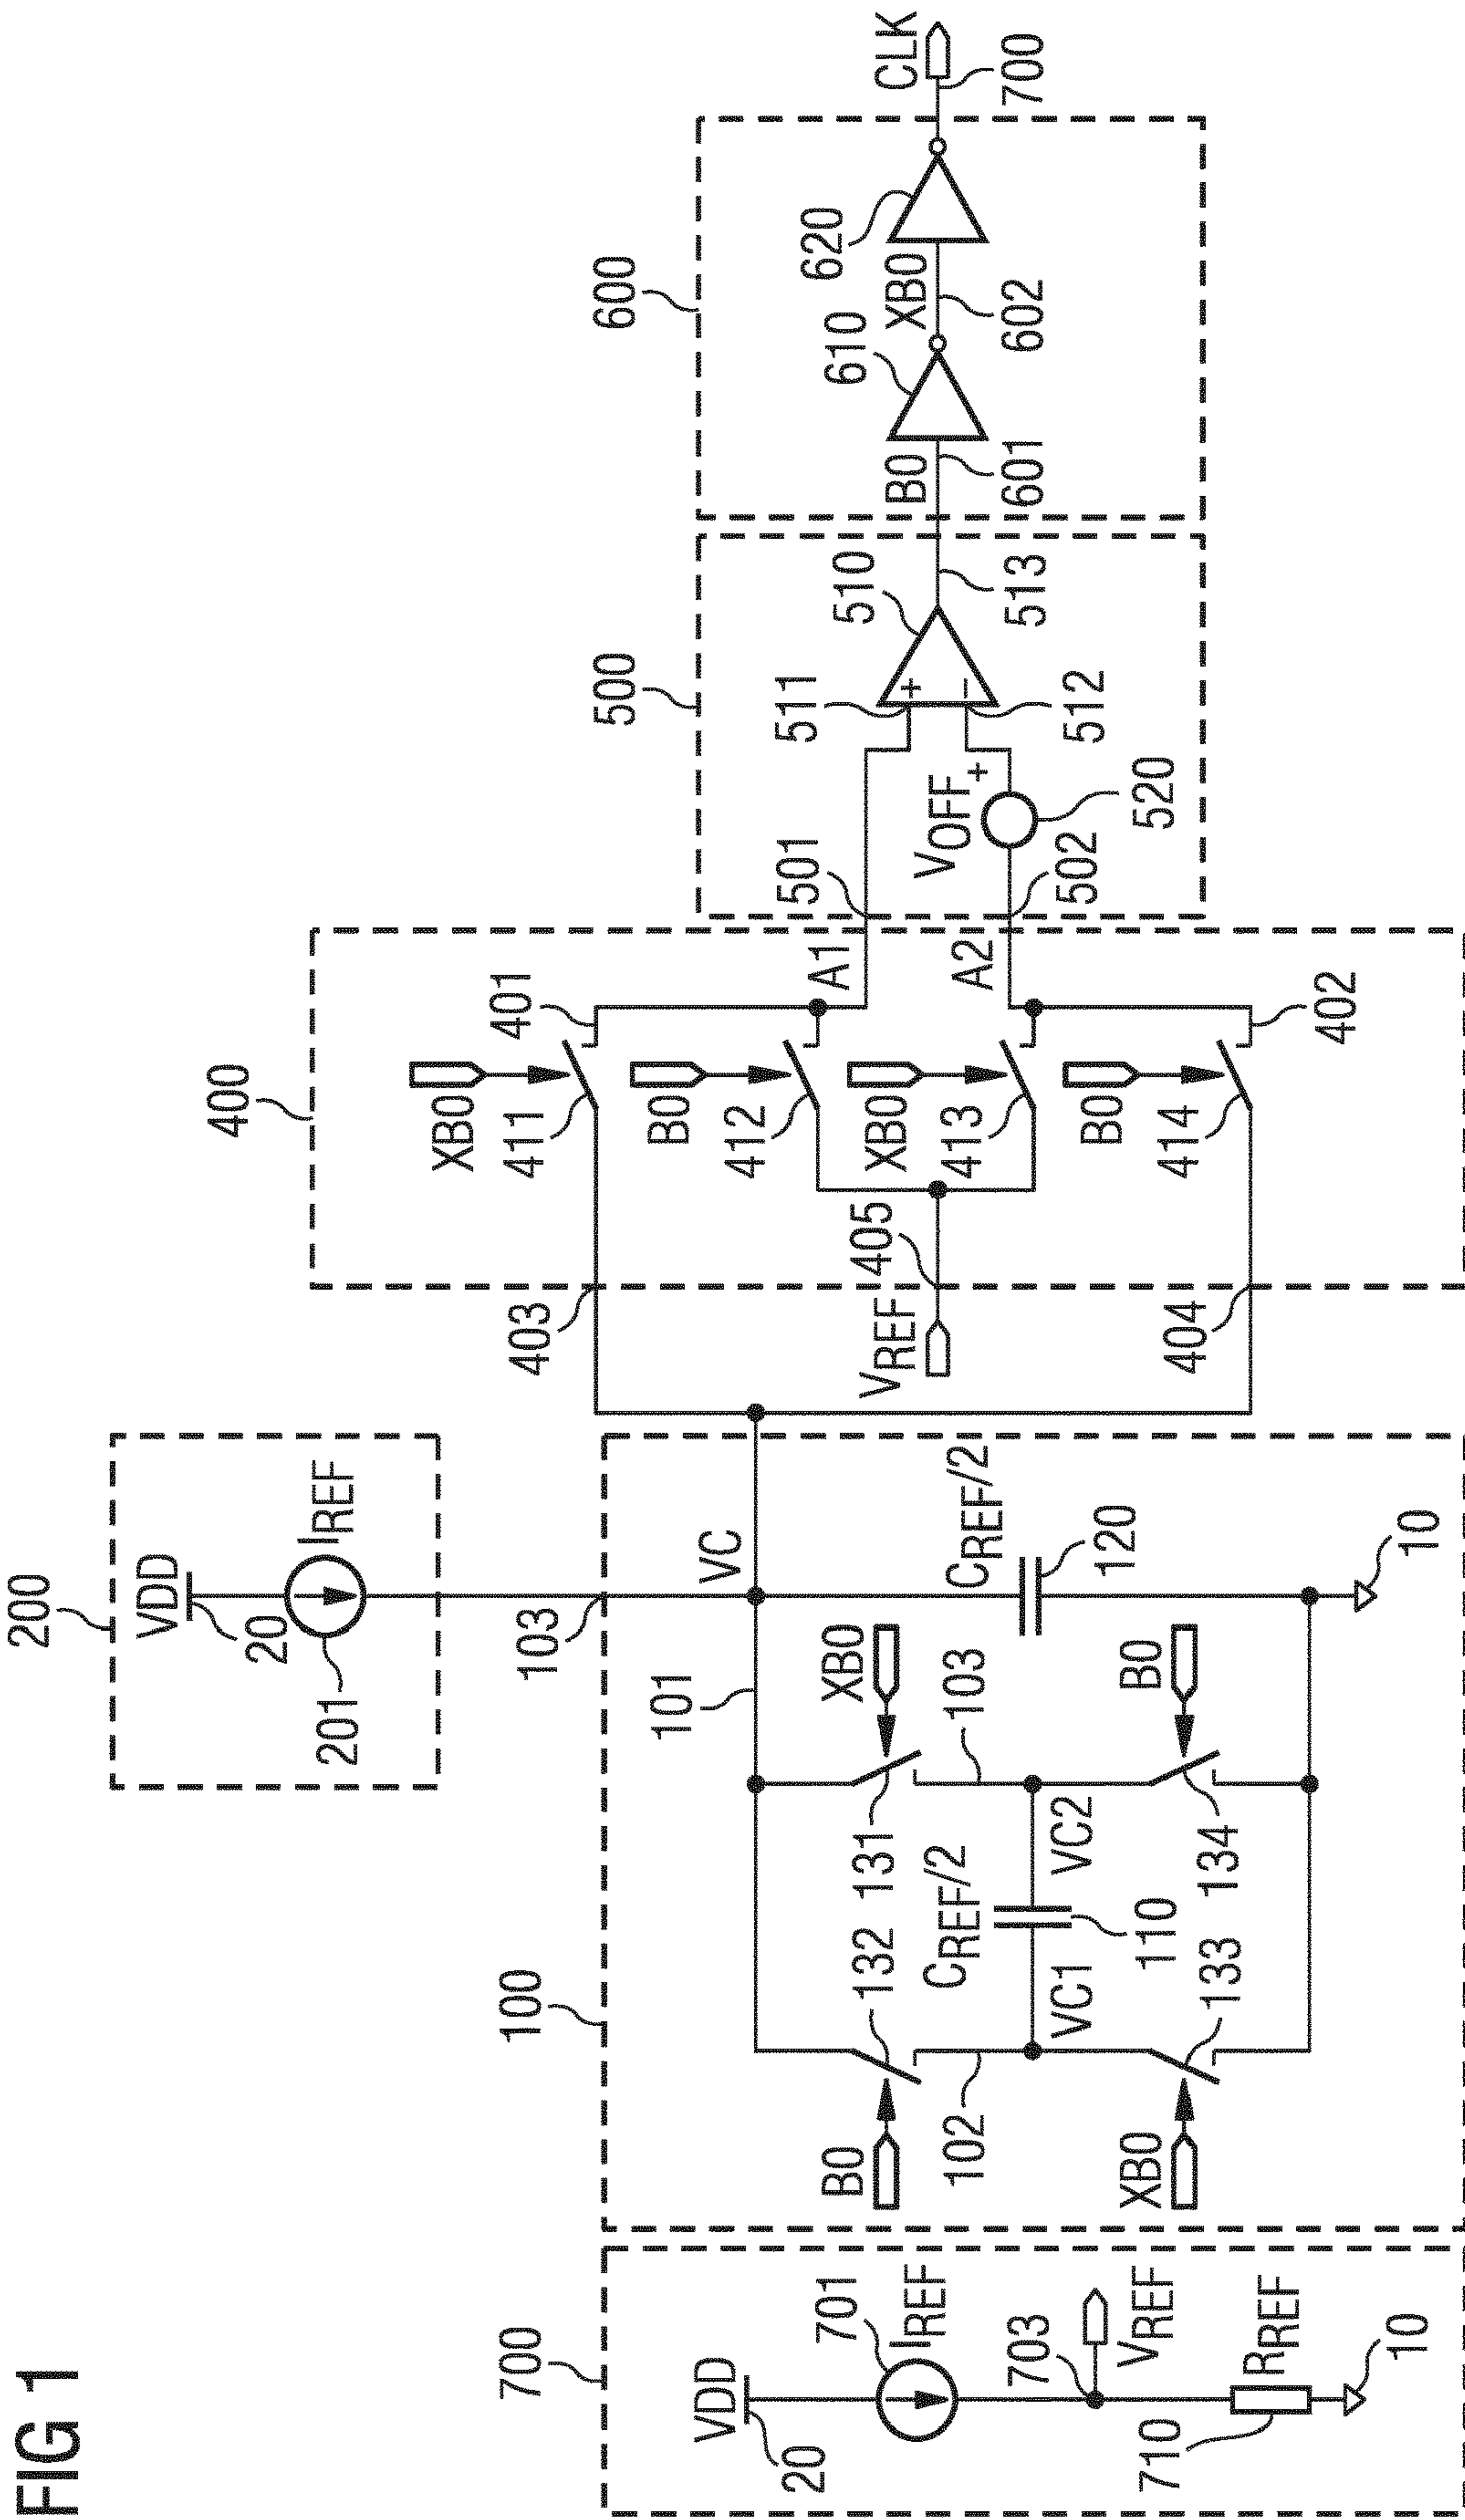 FIG 1
700
VDD
20
701
IREF
703
VREF
RREF
710
10
100
B0
132
102
XB0
133
VC1
CREF/2
110
VC2
131
XB0
103
134
B0
101
VC
CREF/2
120
10
103
200
VDD
20
IREF
201
400
403
VREF
405
404
XB0
411
401
B0
412
XB0
413
B0
414
402
A1
A2
500
501
502
VOFF
+
520
511
512
+
−
510
513
600
B0
601
610
XB0
602
620
CLK
700